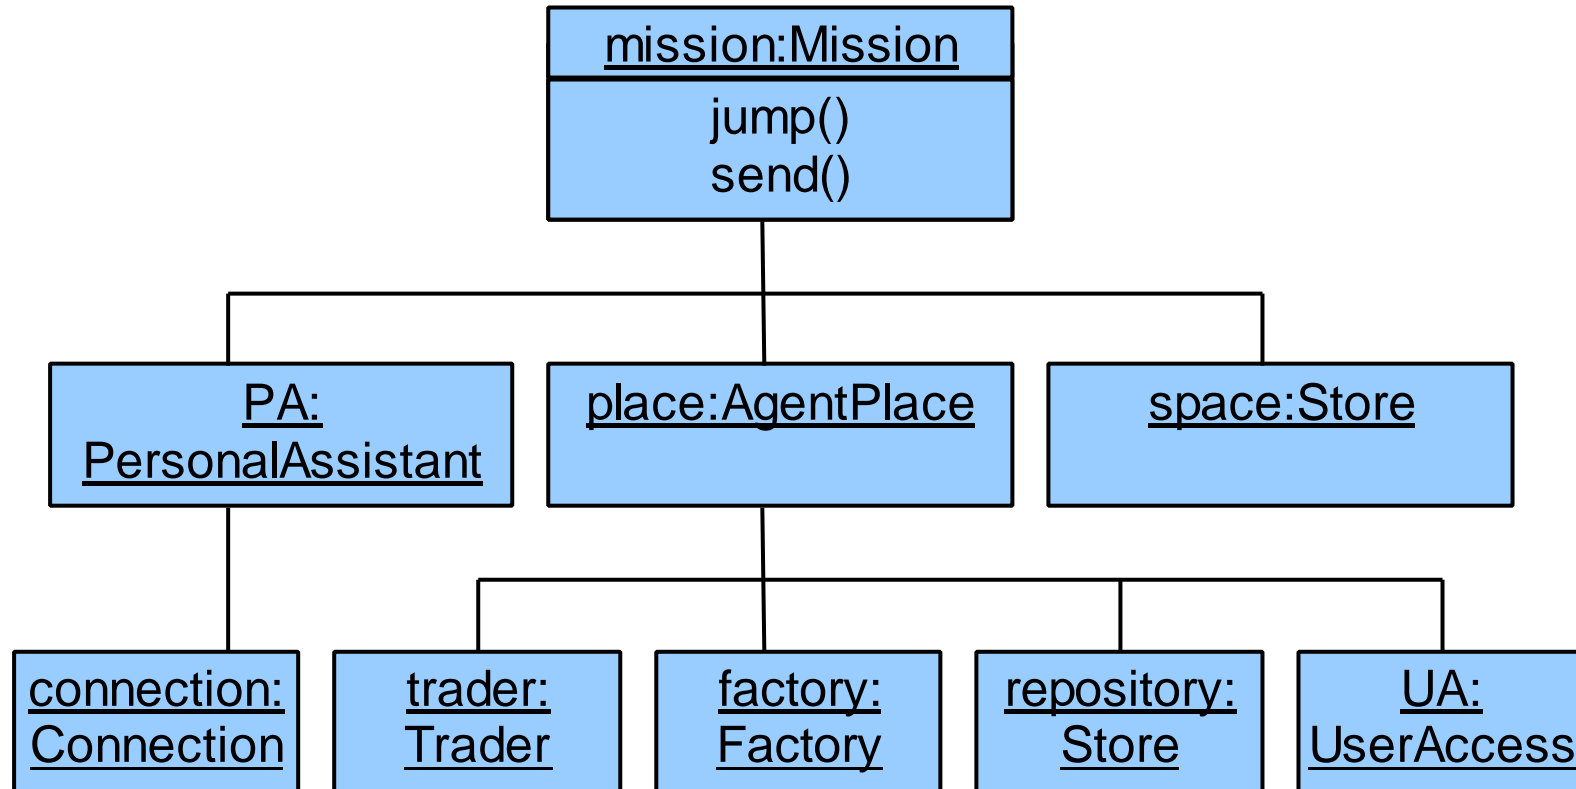 mission:Mission
jump()
send()
PA:
PersonalAssistant
place:AgentPlace
space:Store
connection:
Connection
trader:
Trader
factory:
Factory
repository:
Store
UA:
UserAccess